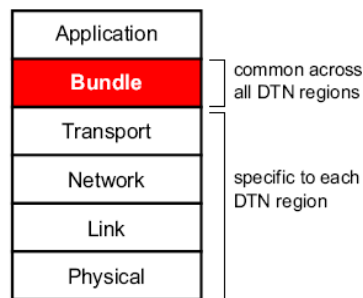 Application
Bundle
common across
all DTN regions
Transport
Network
specific to each
DTN region
Link
Physical